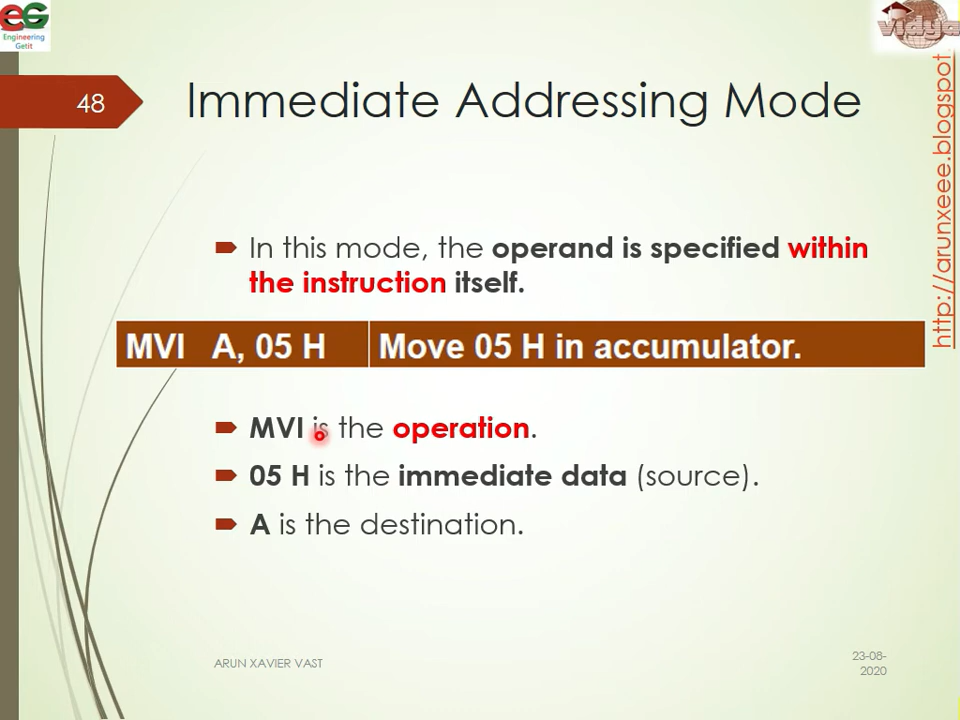 EG
Engineering
Getit
vidya
48
Immediate Addressing Mode
http://arunxeee.blogspot.
In this mode, the operand is specified within
the instruction itself.
MVI A, 05 H Move 05 H in accumulator.
MVI is the operation.
05 H is the immediate data (source).
A is the destination.
ARUN XAVIER VAST
23-08-
2020